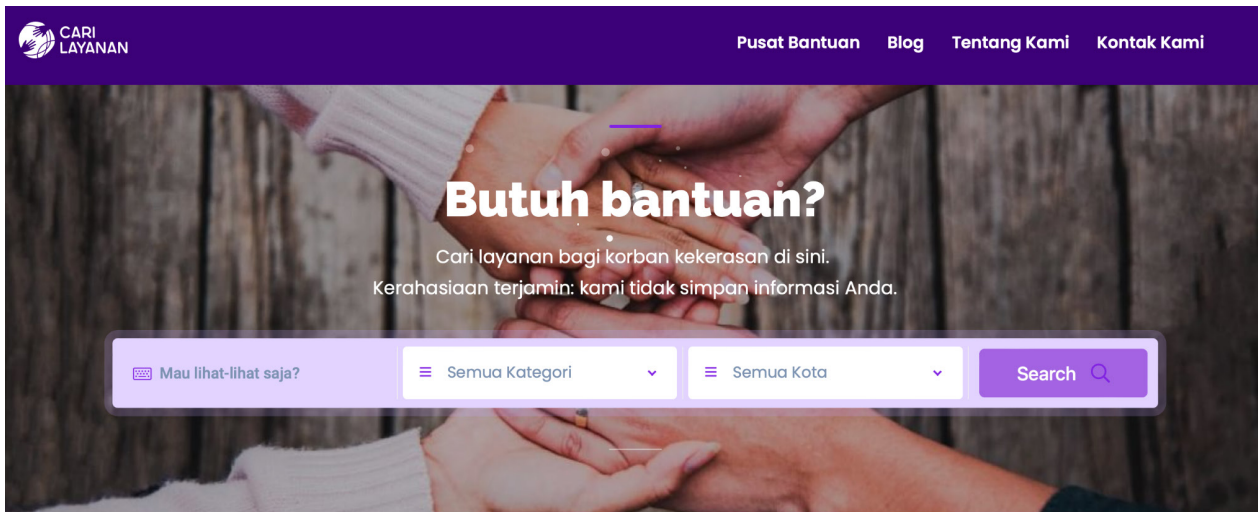 CARI
LAYANAN
Pusat Bantuan Blog Tentang Kami Kontak Kami
Butuh bantuan?
Cari layanan bagi korban kekerasan di sini.
Kerahasiaan terjamin: kami tidak simpan informasi Anda.
Mau lihat-lihat saja? Semua Kategori Semua Kota Search